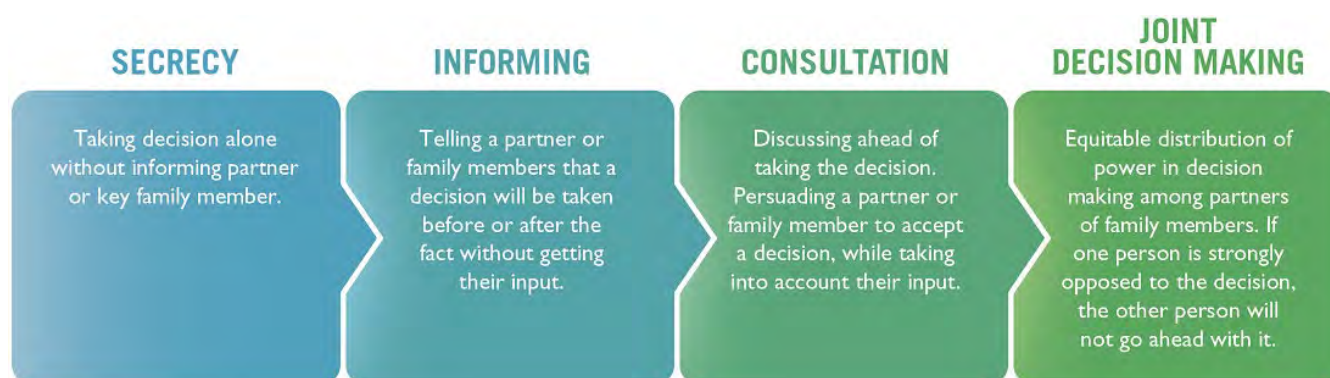 SECRECY
Taking decision alone
without informing partner
or key family member.
INFORMING
Telling a partner or
family members that a
decision will be taken
before or after the
fact without getting
their input.
CONSULTATION
Discussing ahead of
taking the decision.
Persuading a partner or
family member to accept
a decision, while taking
into account their input.
JOINT
DECISION MAKING
Equitable distribution of
power in decision
making among partners
of family members. If
one person is strongly
opposed to the decision,
the other person will
not go ahead with it.